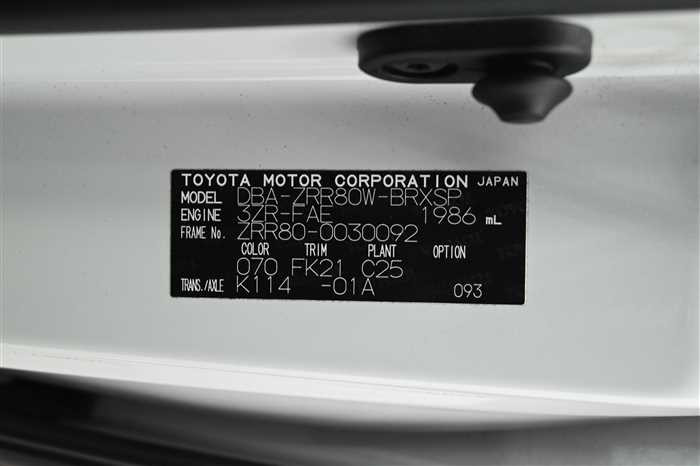 TOYOTA MOTOR CORPORATION JAPAN
MODEL DBA-ZRR80W-BRXSP
ENGINE 3ZR-FAE 1986 mL
FRAME No. ZRR80-0030092
COLOR TRIM PLANT OPTION
070 FK21 C25
TRANS./AXLE K114 -01A 093